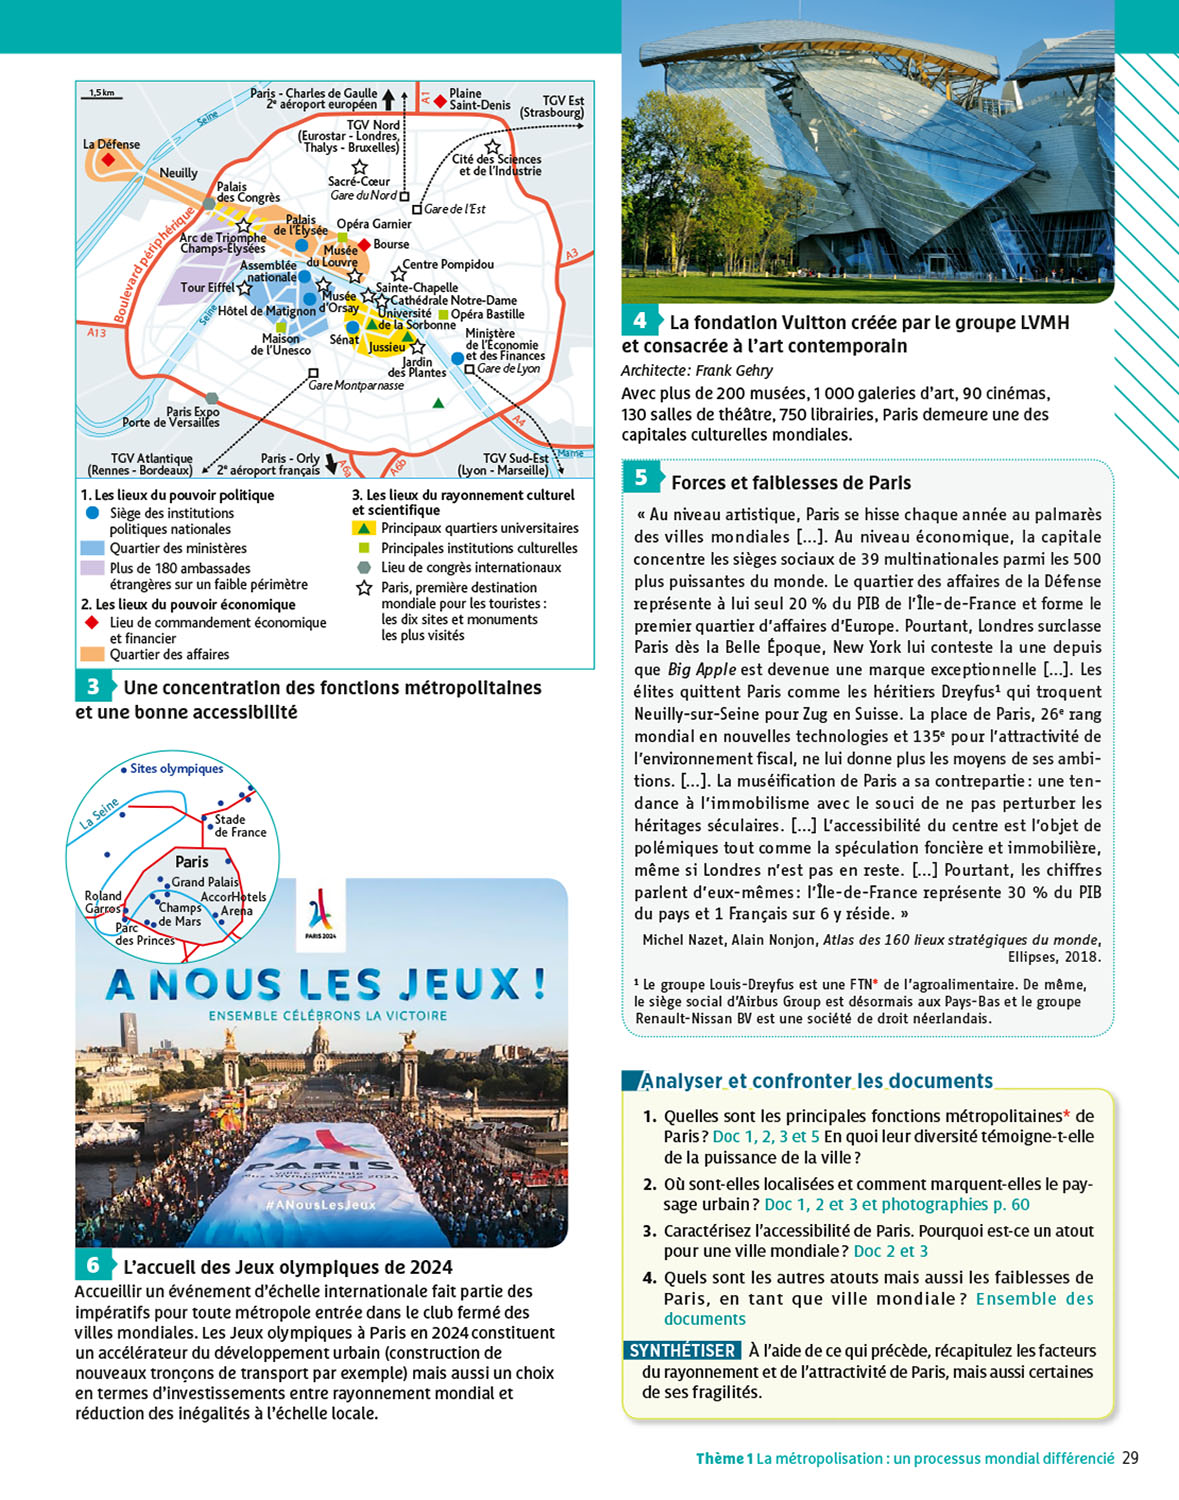 1,5 km
Paris - Charles de Gaulle
2e aéroport européen
A1
Plaine
Saint-Denis
TGV Est
(Strasbourg)
Seine
TGV Nord
(Eurostar - Londres,
Thalys - Bruxelles)
La Défense
Cité des Sciences
et de l'Industrie
Neuilly
Sacré-Cœur
Gare du Nord
Palais
des Congrès
Gare de l'Est
Boulevard périphérique
Palais
de l'Élysée
Opéra Garnier
Arc de Triomphe
Champs-Elysées
Musée
du Louvre
Bourse
A3
Assemblée
nationale
Centre Pompidou
Tour Eiffel
Sainte-Chapelle
Musée
d'Orsay
Cathédrale Notre-Dame
Seine
Hôtel de Matignon
Université
de la Sorbonne
Opéra Bastille
A13
Maison
de l'Unesco
Sénat
Jussieu
Ministère
de l'Économie
et des Finances
Jardin
des Plantes
Gare de Lyon
Gare Montparnasse
Paris Expo
Porte de Versailles
A4
Marne
TGV Atlantique
(Rennes - Bordeaux)
Paris - Orly
2e aéroport français
A6a
A6b
TGV Sud-Est
(Lyon - Marseille)
1. Les lieux du pouvoir politique
Siège des institutions
politiques nationales
Quartier des ministères
Plus de 180 ambassades
étrangères sur un faible périmètre
2. Les lieux du pouvoir économique
Lieu de commandement économique
et financier
Quartier des affaires
3. Les lieux du rayonnement culturel
et scientifique
Principaux quartiers universitaires
Principales institutions culturelles
Lieu de congrès internationaux
Paris, première destination
mondiale pour les touristes :
les dix sites et monuments
les plus visités
3 Une concentration des fonctions métropolitaines
et une bonne accessibilité
Sites olympiques
La Seine
Stade
de France
Paris
Grand Palais
Roland
Garros
AccorHotels
Arena
Champs
de Mars
Parc
des Princes
PARIS 2024
A NOUS LES JEUX !
ENSEMBLE CÉLÉBRONS LA VICTOIRE
PARIS
Ville candidate
Jeux olympiques de 2024
#ANousLesJeux
6 L'accueil des Jeux olympiques de 2024
Accueillir un événement d'échelle internationale fait partie des
impératifs pour toute métropole entrée dans le club fermé des
villes mondiales. Les Jeux olympiques à Paris en 2024 constituent
un accélérateur du développement urbain (construction de
nouveaux tronçons de transport par exemple) mais aussi un choix
en termes d'investissements entre rayonnement mondial et
réduction des inégalités à l'échelle locale.
4 La fondation Vuitton créée par le groupe LVMH
et consacrée à l'art contemporain
Architecte : Frank Gehry
Avec plus de 200 musées, 1 000 galeries d'art, 90 cinémas,
130 salles de théâtre, 750 librairies, Paris demeure une des
capitales culturelles mondiales.
5 Forces et faiblesses de Paris
« Au niveau artistique, Paris se hisse chaque année au palmarès
des villes mondiales [...]. Au niveau économique, la capitale
concentre les sièges sociaux de 39 multinationales parmi les 500
plus puissantes du monde. Le quartier des affaires de la Défense
représente à lui seul 20 % du PIB de l'Île-de-France et forme le
premier quartier d'affaires d'Europe. Pourtant, Londres surclasse
Paris dès la Belle Époque, New York lui conteste la une depuis
que Big Apple est devenue une marque exceptionnelle [...]. Les
élites quittent Paris comme les héritiers Dreyfus¹ qui troquent
Neuilly-sur-Seine pour Zug en Suisse. La place de Paris, 26e rang
mondial en nouvelles technologies et 135e pour l'attractivité de
l'environnement fiscal, ne lui donne plus les moyens de ses ambi-
tions. [...]. La muséification de Paris a sa contrepartie : une ten-
dance à l'immobilisme avec le souci de ne pas perturber les
héritages séculaires. [...] L'accessibilité du centre est l'objet de
polémiques tout comme la spéculation foncière et immobilière,
même si Londres n'est pas en reste. [...] Pourtant, les chiffres
parlent d'eux-mêmes : l'Île-de-France représente 30 % du PIB
du pays et 1 Français sur 6 y réside. »
Michel Nazet, Alain Nonjon, Atlas des 160 lieux stratégiques du monde,
Ellipses, 2018.
¹ Le groupe Louis-Dreyfus est une FTN* de l'agroalimentaire. De même,
le siège social d'Airbus Group est désormais aux Pays-Bas et le groupe
Renault-Nissan BV est une société de droit néerlandais.
Analyser et confronter les documents
1. Quelles sont les principales fonctions métropolitaines* de
Paris ? Doc 1, 2, 3 et 5 En quoi leur diversité témoigne-t-elle
de la puissance de la ville ?
2. Où sont-elles localisées et comment marquent-elles le pay-
sage urbain ? Doc 1, 2 et 3 et photographies p. 60
3. Caractérisez l'accessibilité de Paris. Pourquoi est-ce un atout
pour une ville mondiale ? Doc 2 et 3
4. Quels sont les autres atouts mais aussi les faiblesses de
Paris, en tant que ville mondiale ? Ensemble des
documents
SYNTHÉTISER À l'aide de ce qui précède, récapitulez les facteurs
du rayonnement et de l'attractivité de Paris, mais aussi certaines
de ses fragilités.
Thème 1 La métropolisation : un processus mondial différencié 29